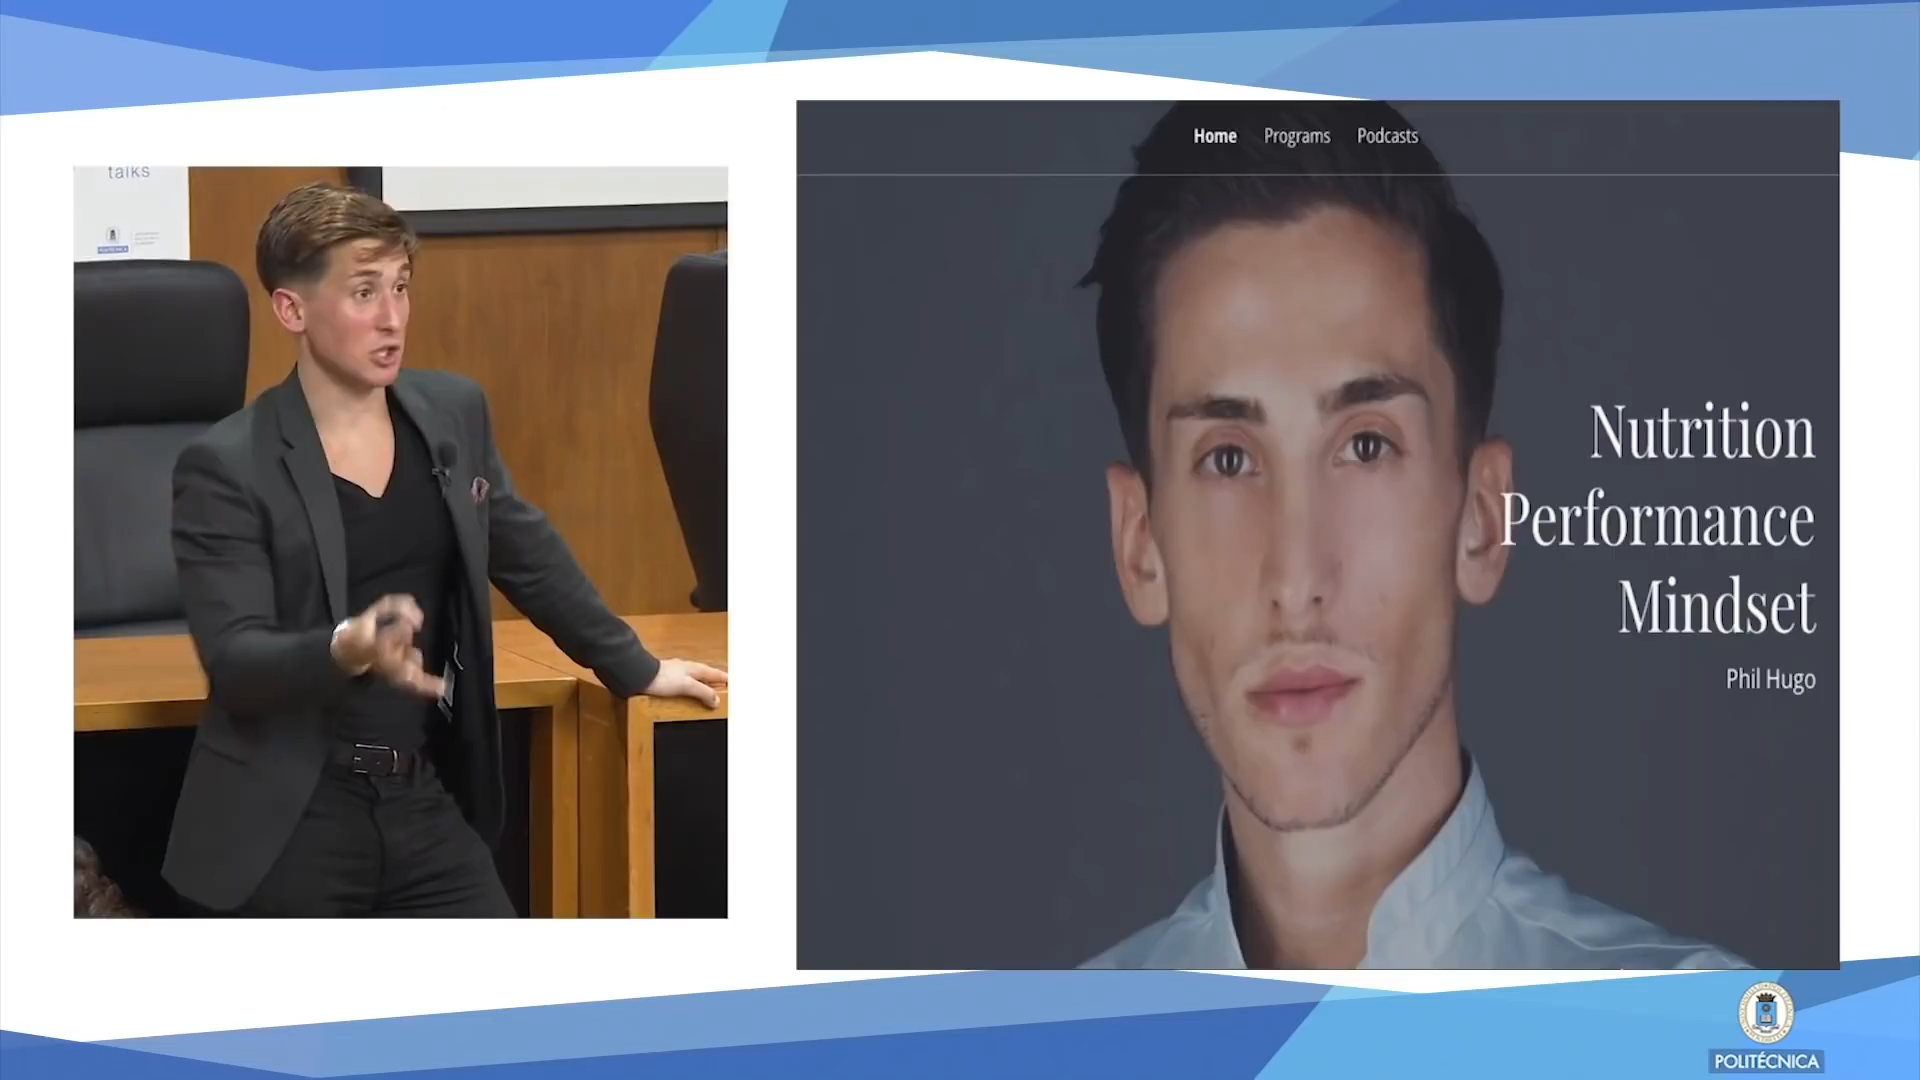 talks
Home Programs Podcasts
Nutrition
Performance
Mindset
Phil Hugo
POLITÉCNICA